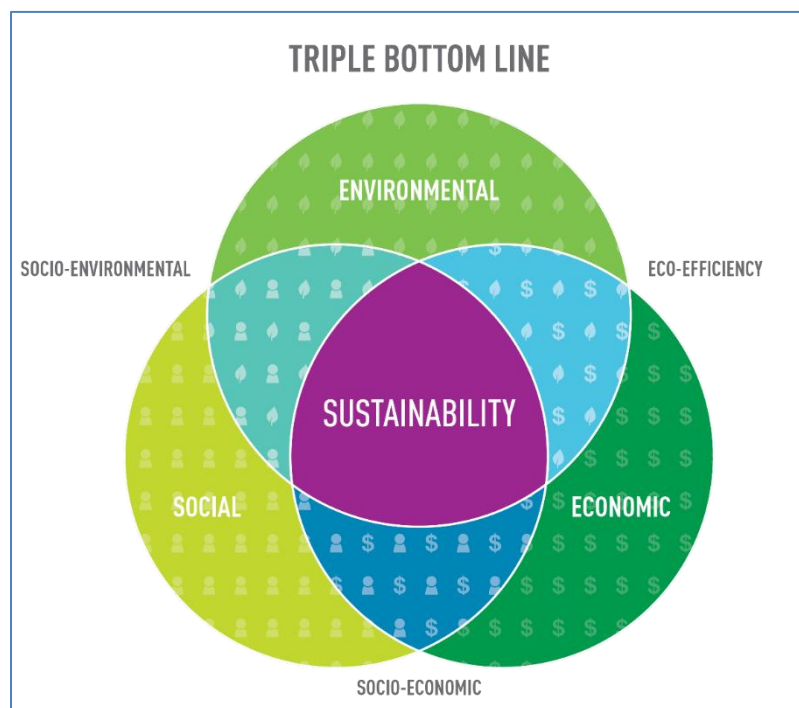 TRIPLE BOTTOM LINE
ENVIRONMENTAL
SOCIO-ENVIRONMENTAL
ECO-EFFICIENCY
SUSTAINABILITY
SOCIAL
ECONOMIC
SOCIO-ECONOMIC